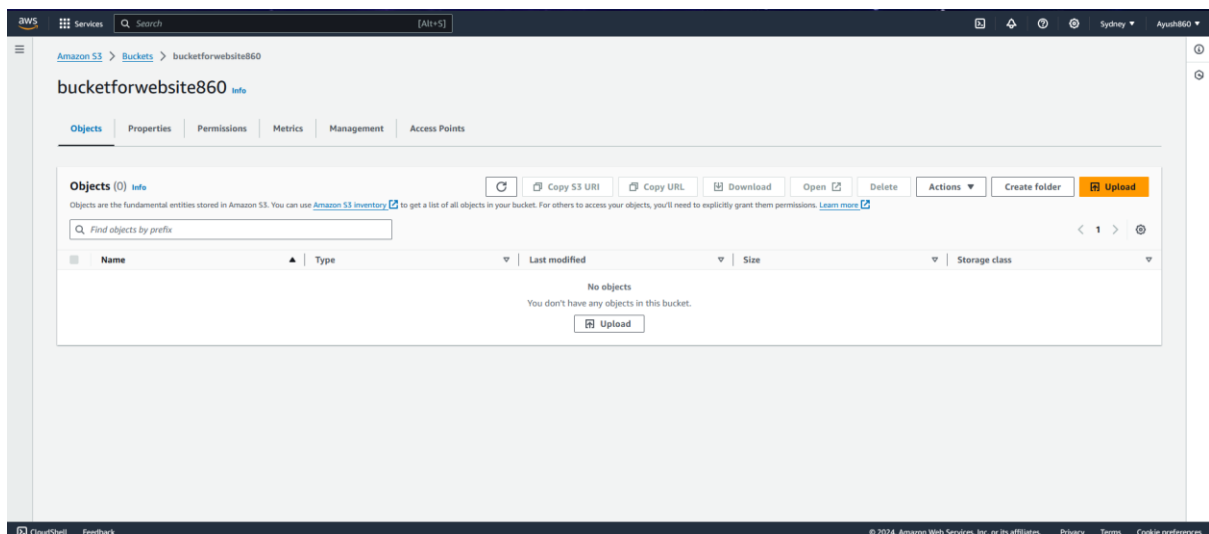 aws Services Search [Alt+S] Sydney Ayush860
Amazon S3 > Buckets > bucketforwebsite860
bucketforwebsite860 Info
Objects Properties Permissions Metrics Management Access Points
Objects (0) Info Copy S3 URI Copy URL Download Open Delete Actions Create folder Upload
Objects are the fundamental entities stored in Amazon S3. You can use Amazon S3 inventory to get a list of all objects in your bucket. For others to access your objects, you'll need to explicitly grant them permissions. Learn more
Find objects by prefix < 1 >
Name Type Last modified Size Storage class
No objects
You don't have any objects in this bucket.
Upload
CloudShell Feedback © 2024, Amazon Web Services, Inc. or its affiliates. Privacy Terms Cookie preferences